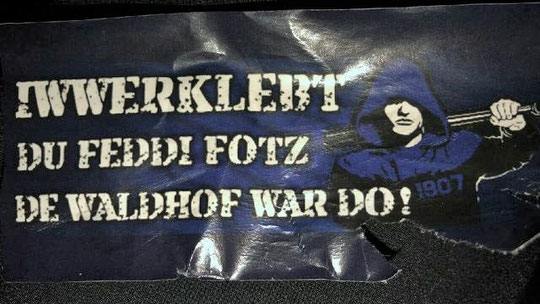 IWWERKLEBT
DU FEDDI FOTZ
DE WALDHOF WAR DO!
1907